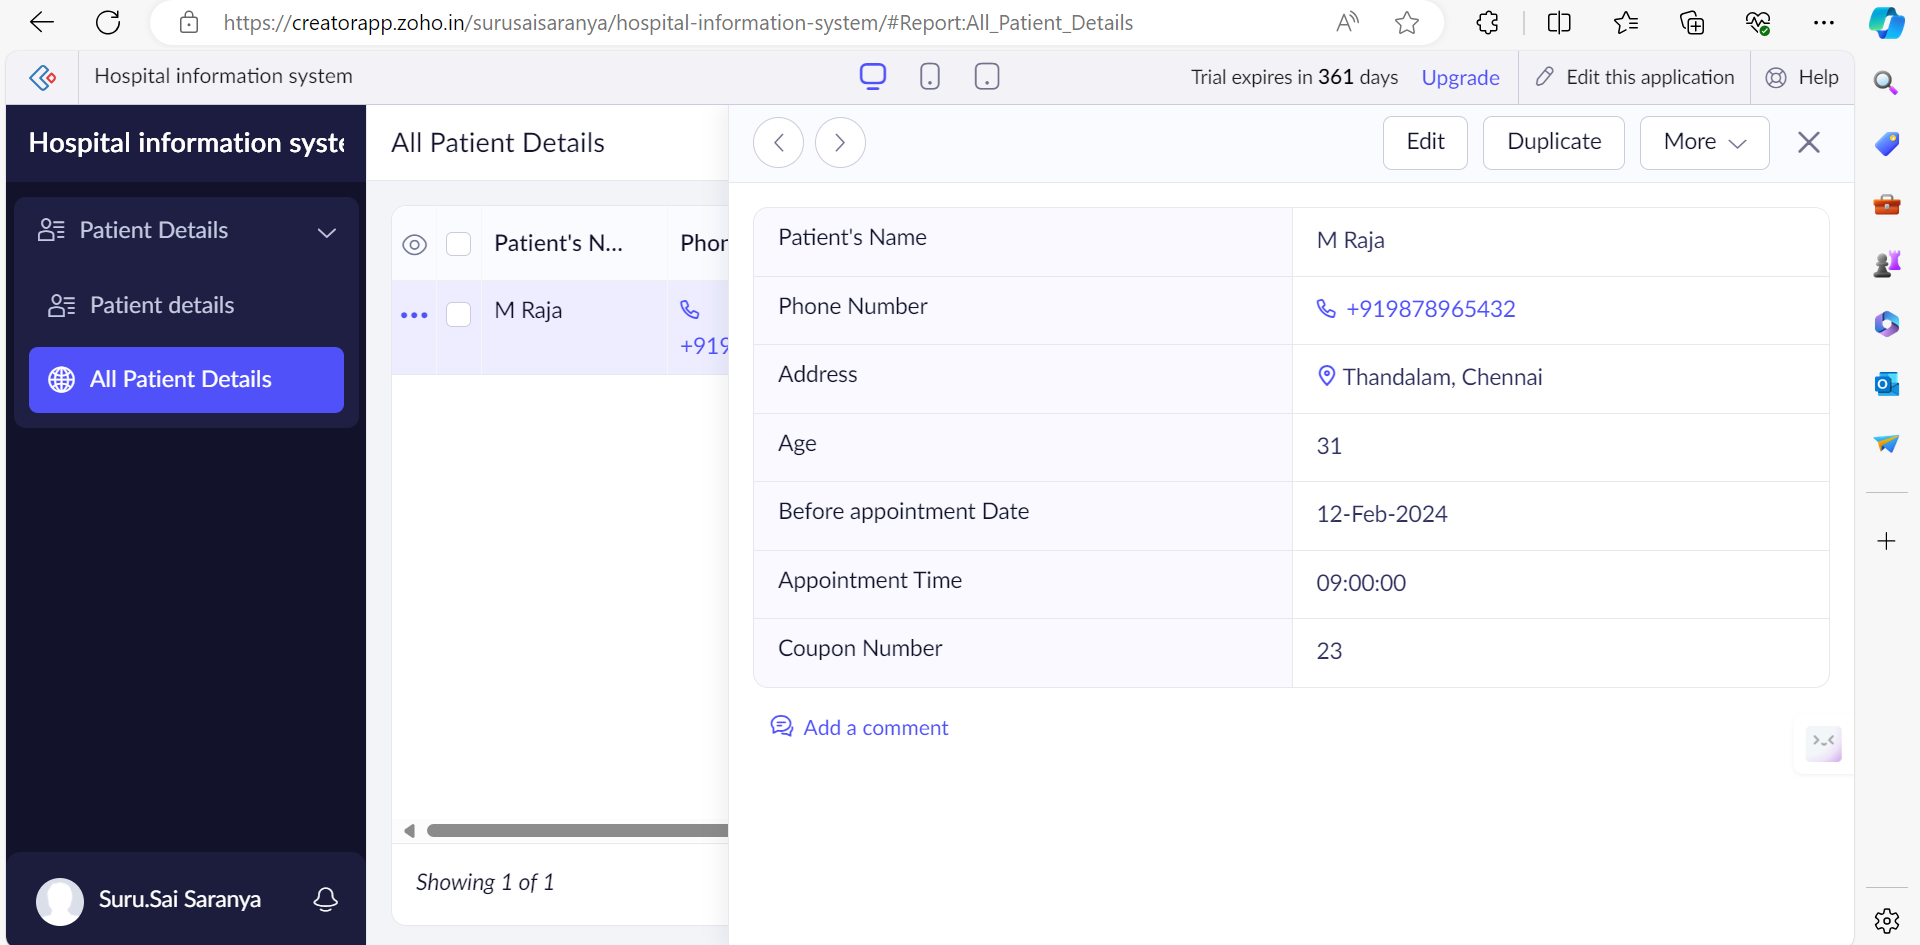 https://creatorapp.zoho.in/surusaisaranya/hospital-information-system/#Report:All_Patient_Details
Hospital information system
Trial expires in 361 days
Upgrade
Edit this application
Help
Hospital information syste
Patient Details
Patient details
All Patient Details
Suru.Sai Saranya
All Patient Details
Patient's N...
Phor
M Raja
+919
Showing 1 of 1
Edit
Duplicate
More
Patient's Name
M Raja
Phone Number
+919878965432
Address
Thandalam, Chennai
Age
31
Before appointment Date
12-Feb-2024
Appointment Time
09:00:00
Coupon Number
23
Add a comment